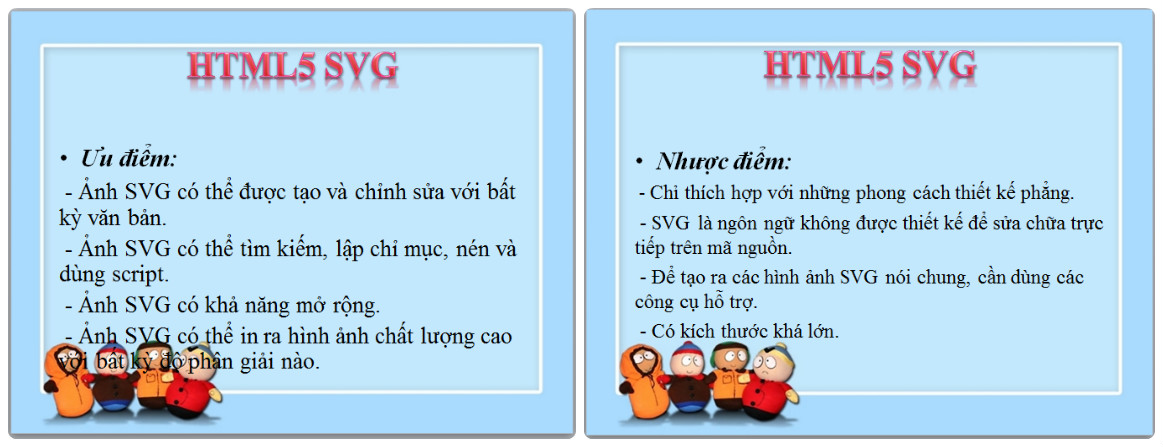 HTML5 SVG
• Ưu điểm:
- Ảnh SVG có thể được tạo và chỉnh sửa với bất
kỳ văn bản.
- Ảnh SVG có thể tìm kiếm, lập chỉ mục, nén và
dùng script.
- Ảnh SVG có khả năng mở rộng.
- Ảnh SVG có thể in ra hình ảnh chất lượng cao
với bất kỳ độ phân giải nào.
HTML5 SVG
• Nhược điểm:
- Chỉ thích hợp với những phong cách thiết kế phẳng.
- SVG là ngôn ngữ không được thiết kế để sửa chữa trực
tiếp trên mã nguồn.
- Để tạo ra các hình ảnh SVG nói chung, cần dùng các
công cụ hỗ trợ.
- Có kích thước khá lớn.